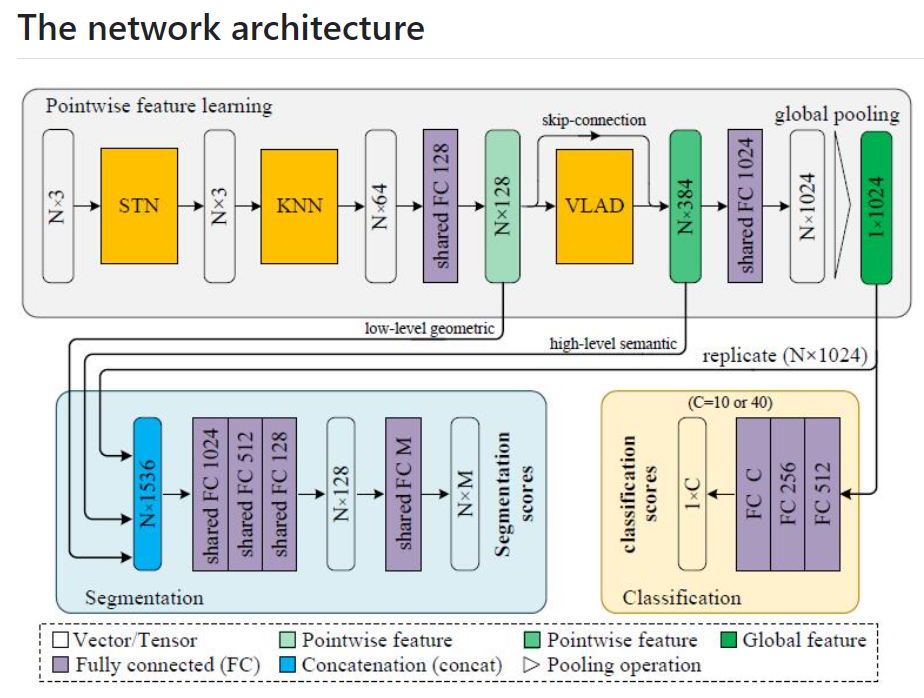 The network architecture
Pointwise feature learning
global pooling
skip-connection
N×3
STN
N×3
KNN
N×64
shared FC 128
N×128
VLAD
N×384
shared FC 1024
N×1024
1×1024
low-level geometric
high-level semantic
replicate (N×1024)
N×1536
shared FC 1024
shared FC 512
shared FC 128
N×128
shared FC M
N×M
Segmentation
scores
Segmentation
(C=10 or 40)
classification
scores
1×C
FC C
FC 256
FC 512
Classification
Vector/Tensor
Pointwise feature
Pointwise feature
Global feature
Fully connected (FC)
Concatenation (concat)
Pooling operation